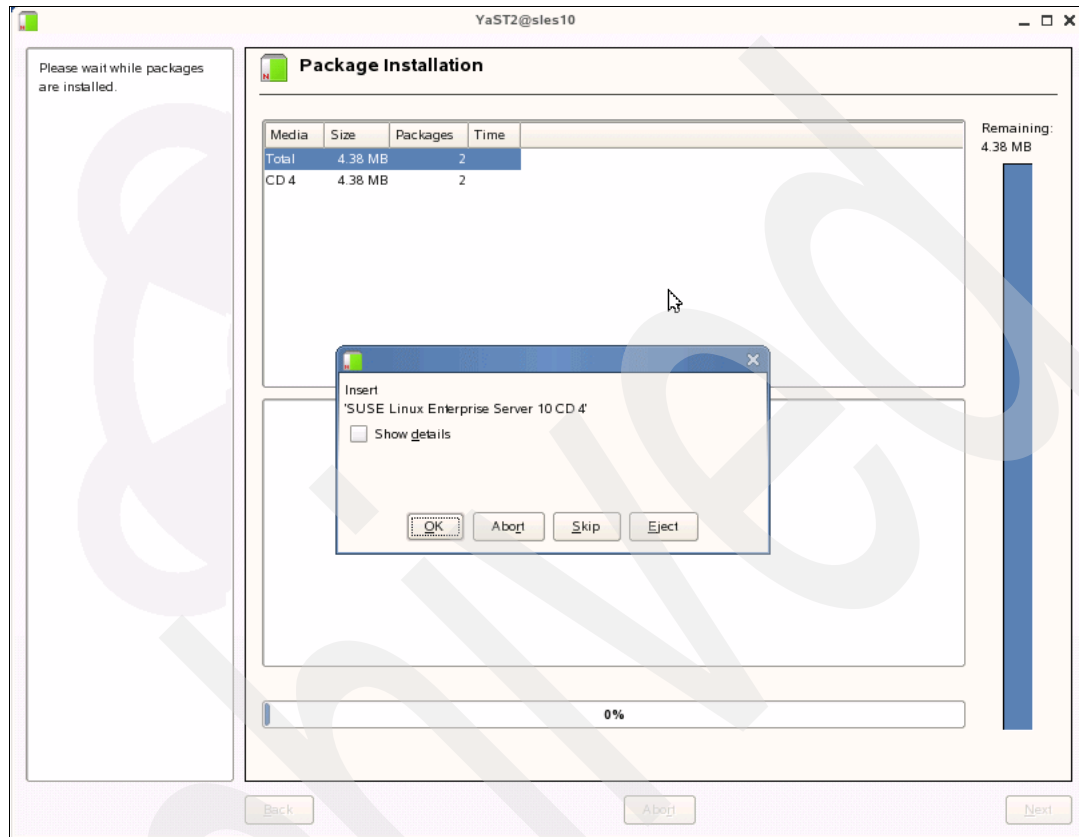 YaST2@sles10
Please wait while packages
are installed.
Package Installation
Media Size Packages Time
Total 4.38 MB 2
CD 4 4.38 MB 2
Remaining:
4.38 MB
Insert
'SUSE Linux Enterprise Server 10 CD 4'
Show details
OK Abort Skip Eject
0%
Back Abort Next